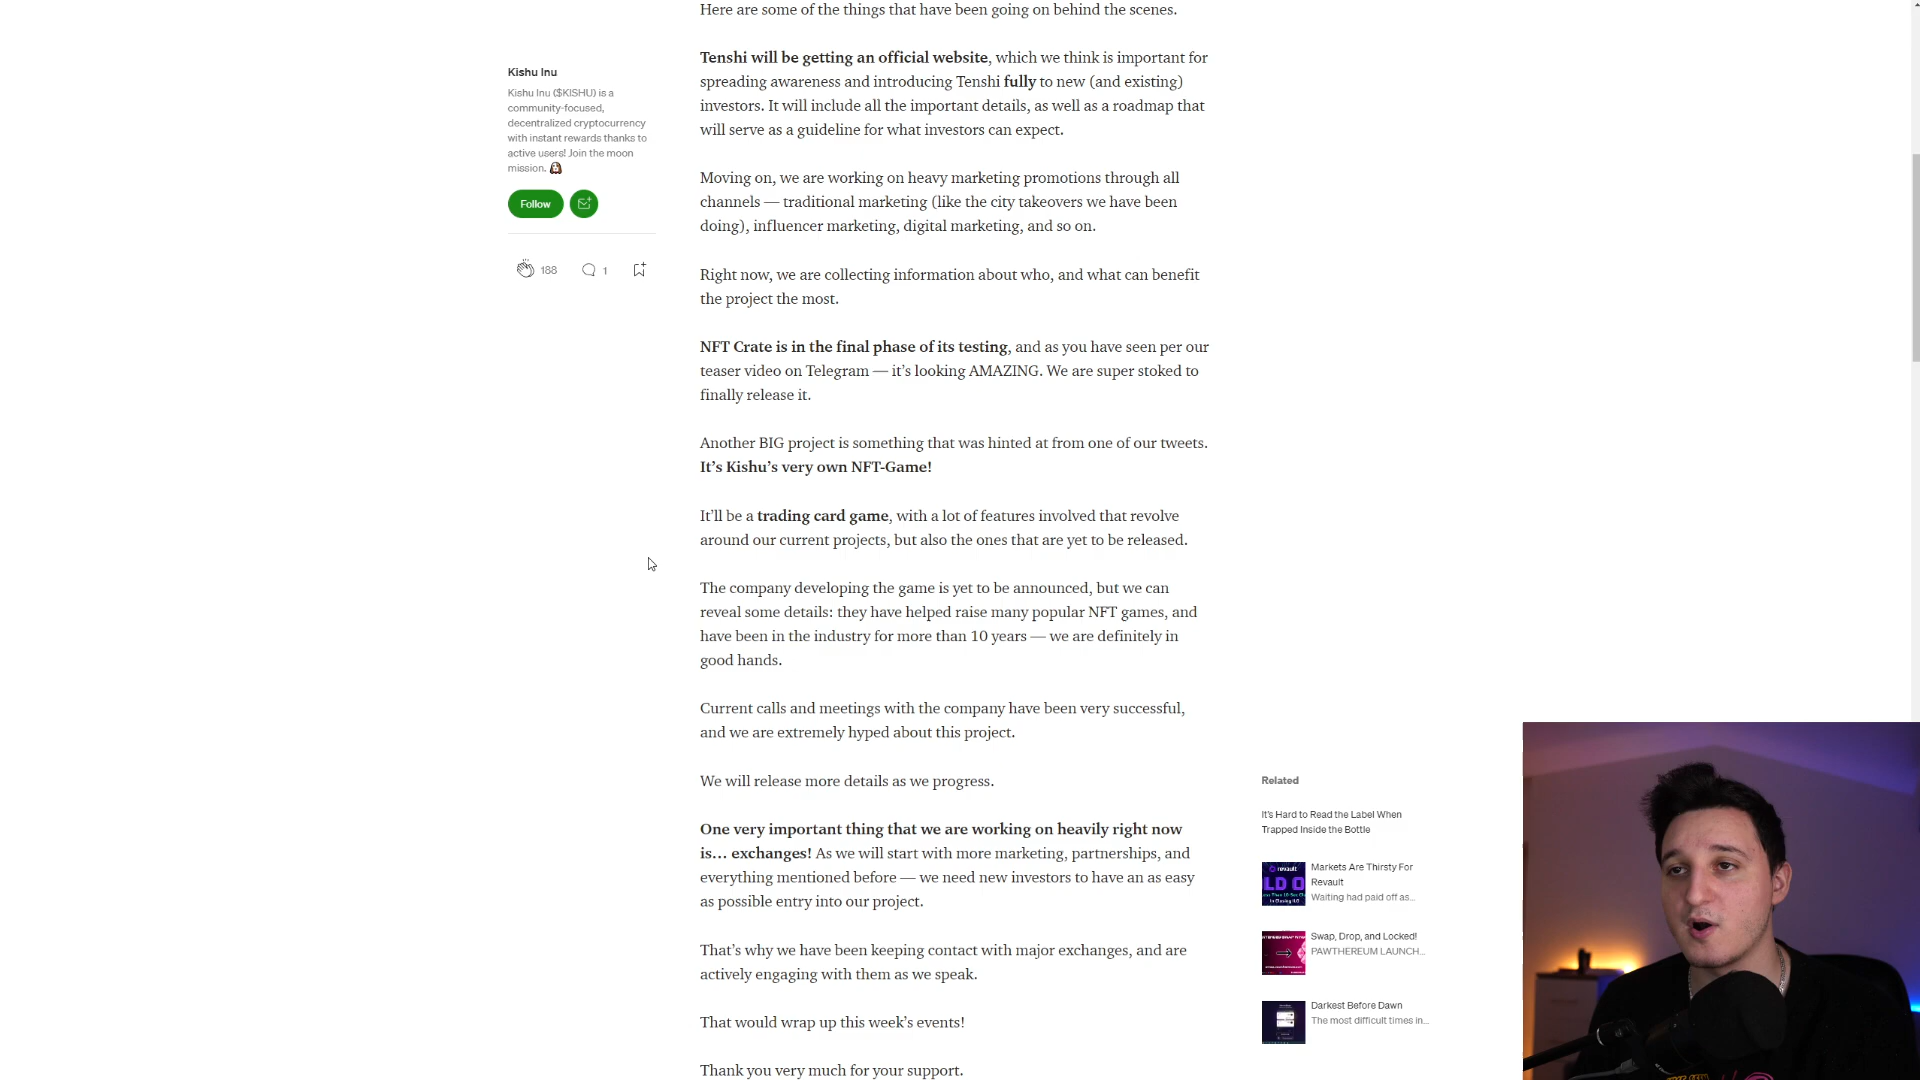 Here are some of the things that have been going on behind the scenes.
Tenshi will be getting an official website, which we think is important for
spreading awareness and introducing Tenshi fully to new (and existing)
investors. It will include all the important details, as well as a roadmap that
will serve as a guideline for what investors can expect.
Moving on, we are working on heavy marketing promotions through all
channels — traditional marketing (like the city takeovers we have been
doing), influencer marketing, digital marketing, and so on.
Right now, we are collecting information about who, and what can benefit
the project the most.
NFT Crate is in the final phase of its testing, and as you have seen per our
teaser video on Telegram — it’s looking AMAZING. We are super stoked to
finally release it.
Another BIG project is something that was hinted at from one of our tweets.
It’s Kishu’s very own NFT-Game!
It’ll be a trading card game, with a lot of features involved that revolve
around our current projects, but also the ones that are yet to be released.
The company developing the game is yet to be announced, but we can
reveal some details: they have helped raise many popular NFT games, and
have been in the industry for more than 10 years — we are definitely in
good hands.
Current calls and meetings with the company have been very successful,
and we are extremely hyped about this project.
We will release more details as we progress.
One very important thing that we are working on heavily right now
is… exchanges! As we will start with more marketing, partnerships, and
everything mentioned before — we need new investors to have an as easy
as possible entry into our project.
That’s why we have been keeping contact with major exchanges, and are
actively engaging with them as we speak.
That would wrap up this week’s events!
Thank you very much for your support.
Kishu Inu
Kishu Inu ($KISHU) is a
community-focused,
decentralized cryptocurrency
with instant rewards thanks to
active users! Join the moon
mission.
Follow
188
1
Related
It's Hard to Read the Label When
Trapped Inside the Bottle
Markets Are Thirsty For
Revault
Waiting had paid off as...
revault
LD O
Swap, Drop, and Locked!
PAWTHEREUM LAUNCH...
Darkest Before Dawn
The most difficult times in...